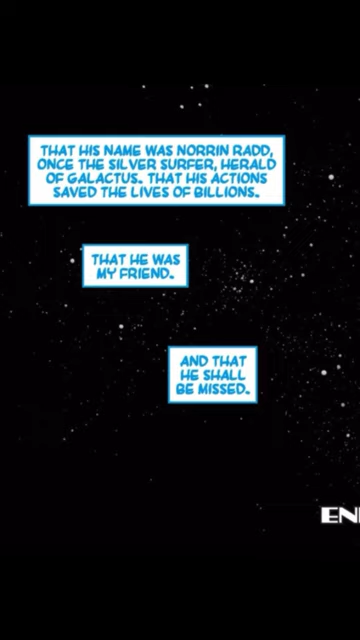 THAT HIS NAME WAS NORRIN RADD,
ONCE THE SILVER SURFER, HERALD
OF GALACTUS. THAT HIS ACTIONS
SAVED THE LIVES OF BILLIONS.
THAT HE WAS
MY FRIEND.
AND THAT
HE SHALL
BE MISSED.